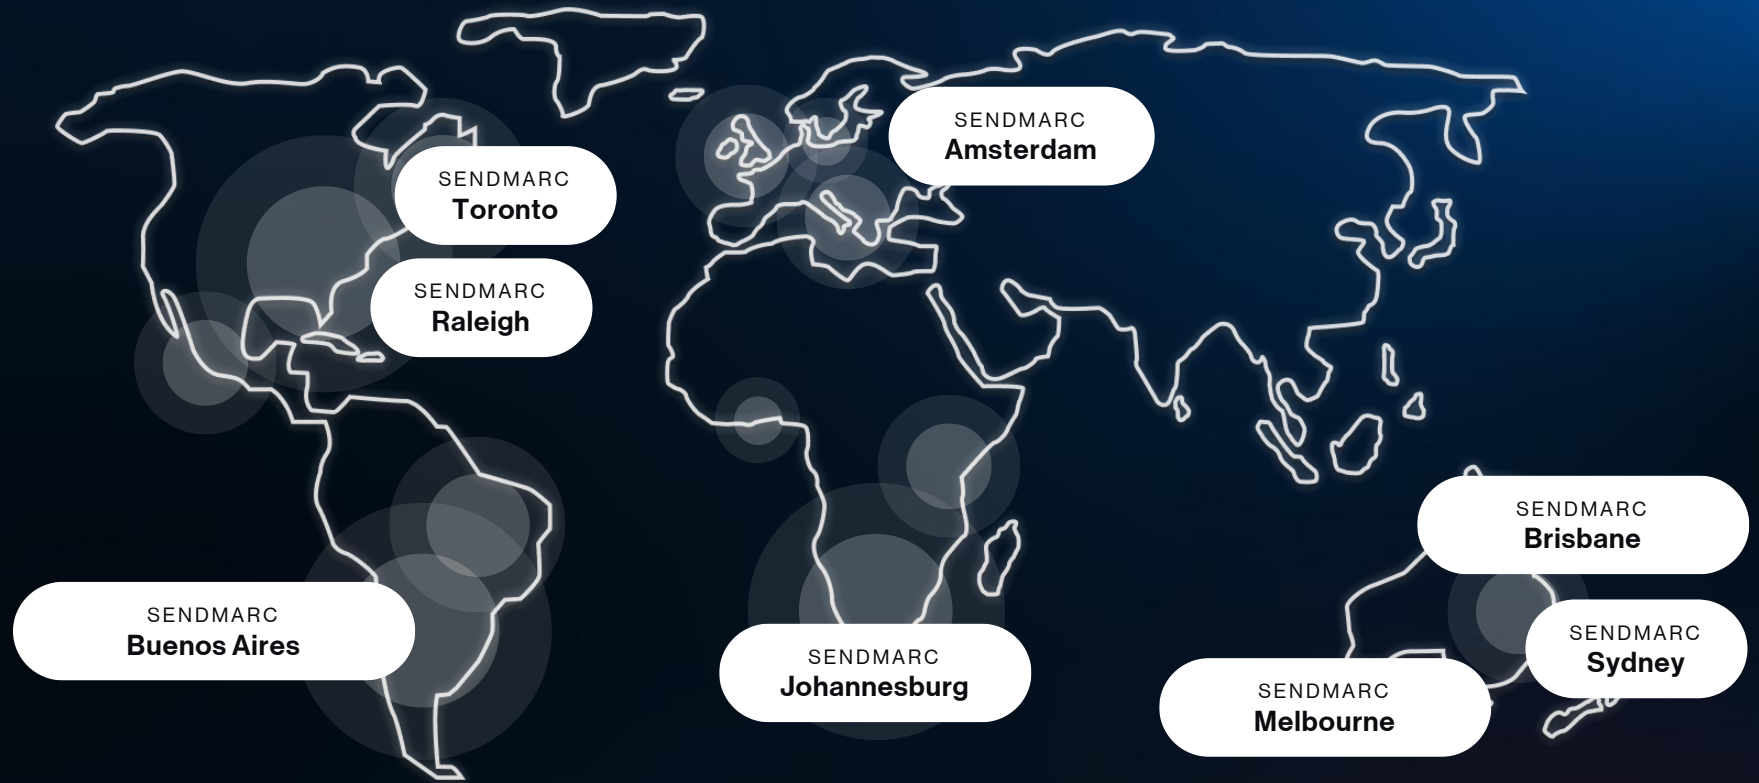 SENDMARC
Amsterdam
SENDMARC
Toronto
SENDMARC
Raleigh
SENDMARC
Brisbane
SENDMARC
Buenos Aires
SENDMARC
Johannesburg
SENDMARC
Sydney
SENDMARC
Melbourne